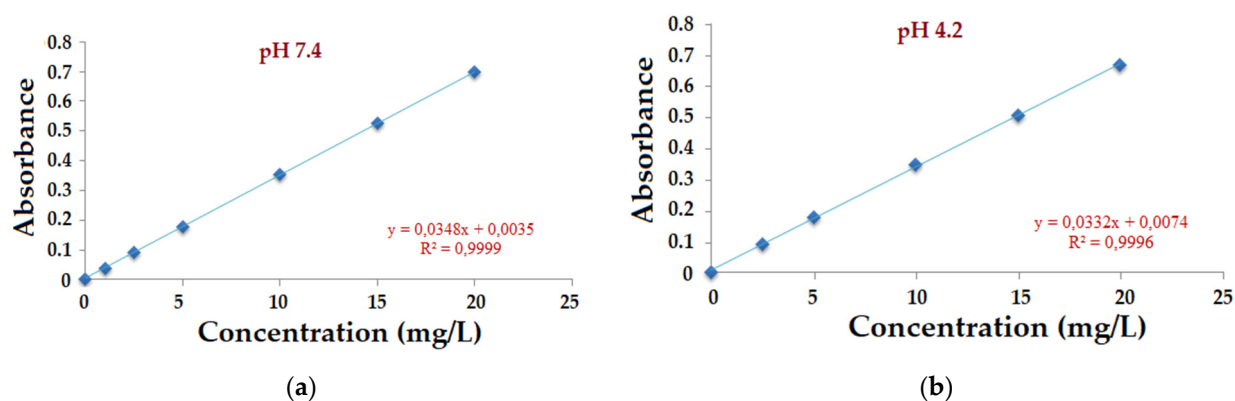 pH 7.4
Absorbance
0.8
0.7
0.6
0.5
0.4
0.3
0.2
0.1
0
y = 0,0348x + 0,0035
R² = 0,9999
0 5 10 15 20 25
Concentration (mg/L)
(a)
pH 4.2
Absorbance
0.8
0.7
0.6
0.5
0.4
0.3
0.2
0.1
0
y = 0,0332x + 0,0074
R² = 0,9996
0 5 10 15 20 25
Concentration (mg/L)
(b)